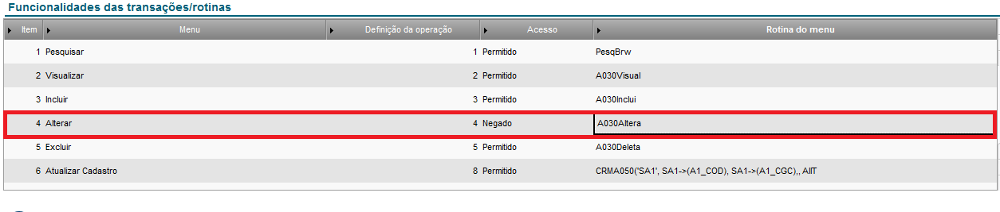 Funcionalidades das transações/rotinas
Item Menu Definição da operação Acesso Rotina do menu
1 Pesquisar 1 Permitido PesqBrw
2 Visualizar 2 Permitido A030Visual
3 Incluir 3 Permitido A030Inclui
4 Alterar 4 Negado A030Altera
5 Excluir 5 Permitido A030Deleta
6 Atualizar Cadastro 8 Permitido CRMA050('SA1', SA1->(A1_COD), SA1->(A1_CGC),, AllT